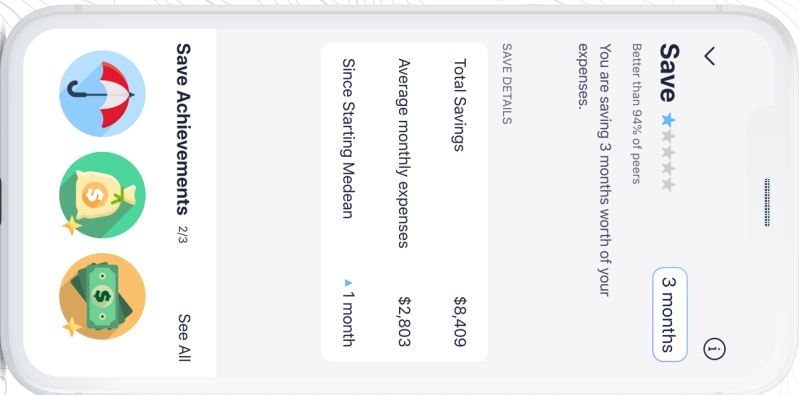 Save
3 months
Better than 94% of peers
You are saving 3 months worth of your
expenses.
SAVE DETAILS
Total Savings $8,409
Average monthly expenses $2,803
Since Starting Medean 1 month
Save Achievements 2/3 See All